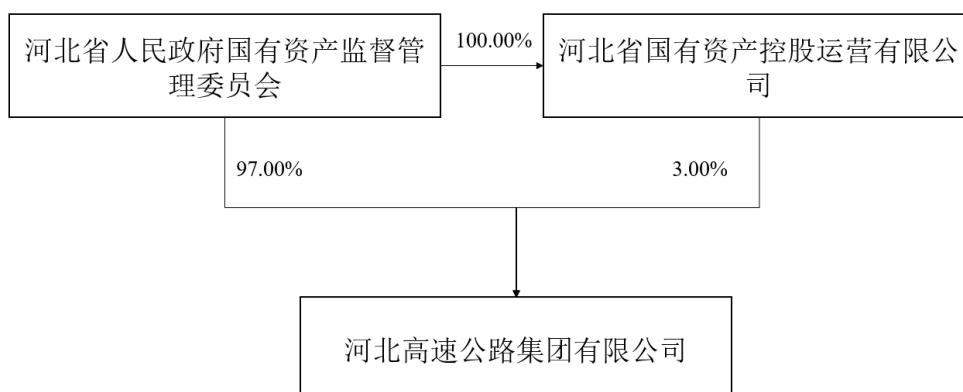 河北省人民政府国有资产监督管
理委员会
100.00%
河北省国有资产控股运营有限公
司
97.00%
3.00%
河北高速公路集团有限公司